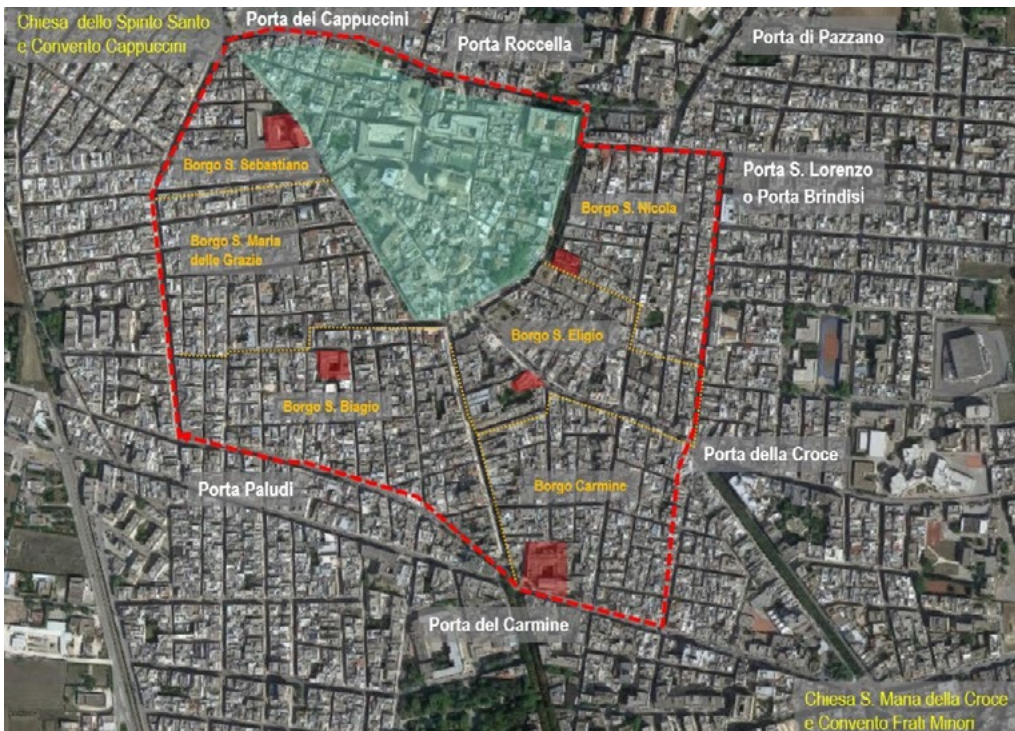 Chiesa dello Spirito Santo
e Convento Cappuccini
Porta dei Cappuccini
Porta Roccella
Porta di Pazzano
Borgo S. Sebastiano
Porta S. Lorenzo
o Porta Brindisi
Borgo S. Nicola
Borgo S. Maria
delle Grazie
Borgo S. Eligio
Borgo S. Biagio
Porta della Croce
Porta Paludi
Borgo Carmine
Porta del Carmine
Chiesa S. Maria della Croce
e Convento Frati Minori